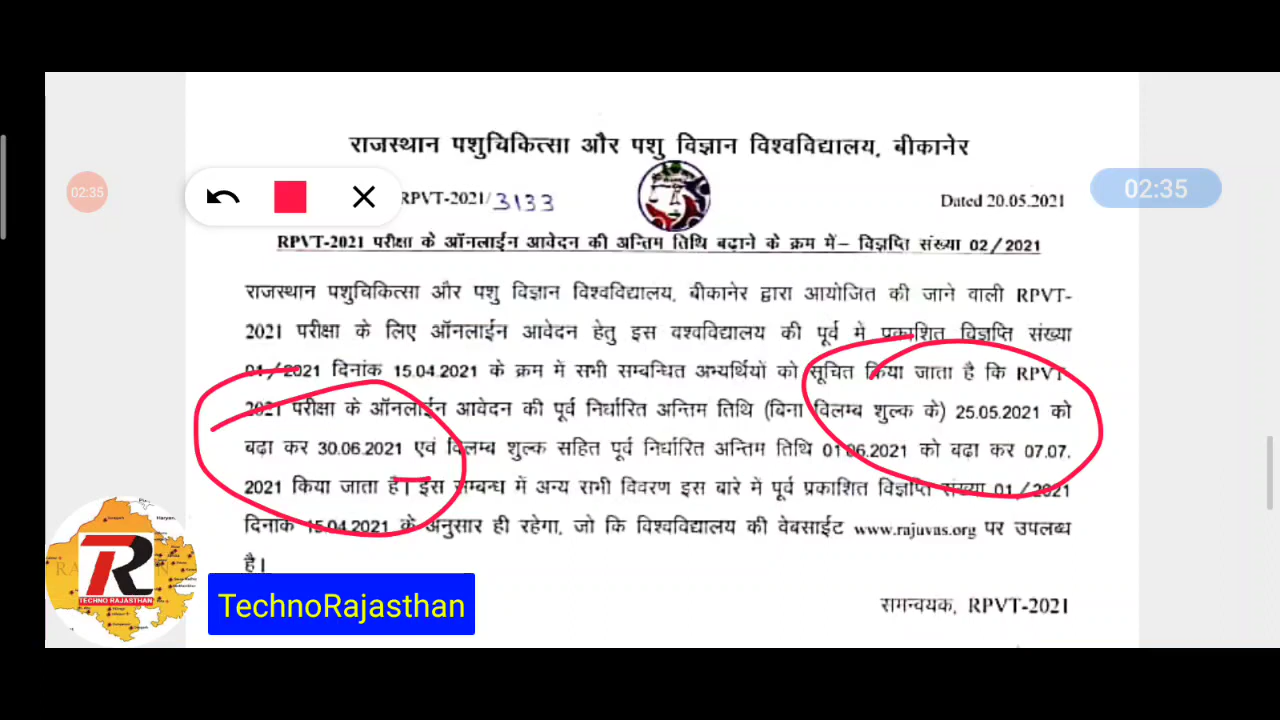 राजस्थान पशुचिकित्सा और पशु विज्ञान विश्वविद्यालय, बीकानेर
02:35
02:35
RPVT-2021/3133
Dated 20.05.2021
RPVT-2021 परीक्षा के ऑनलाईन आवेदन की अन्तिम तिथि बढ़ाने के क्रम में– विज्ञप्ति संख्या 02/2021
राजस्थान पशुचिकित्सा और पशु विज्ञान विश्वविद्यालय, बीकानेर द्वारा आयोजित की जाने वाली RPVT-
2021 परीक्षा के लिए ऑनलाईन आवेदन हेतु इस वश्वविद्यालय की पूर्व में प्रकाशित विज्ञप्ति संख्या
01/2021 दिनांक 15.04.2021 के क्रम में सभी सम्बन्धित अभ्यर्थियों को सूचित किया जाता है कि RPVT-
2021 परीक्षा के ऑनलाईन आवेदन की पूर्व निर्धारित अन्तिम तिथि (बिना विलम्ब शुल्क के) 25.05.2021 को
बढ़ा कर 30.06.2021 एवं विलम्ब शुल्क सहित पूर्व निर्धारित अन्तिम तिथि 01.06.2021 को बढ़ा कर 07.07.
2021 किया जाता है। इस सम्बन्ध में अन्य सभी विवरण इस बारे में पूर्व प्रकाशित विज्ञप्ति संख्या 01/2021
दिनांक 15.04.2021 के अनुसार ही रहेगा, जो कि विश्वविद्यालय की वेबसाईट www.rajuvas.org पर उपलब्ध
है।
TR
TECHNO RAJASTHAN
TechnoRajasthan
समन्वयक, RPVT-2021